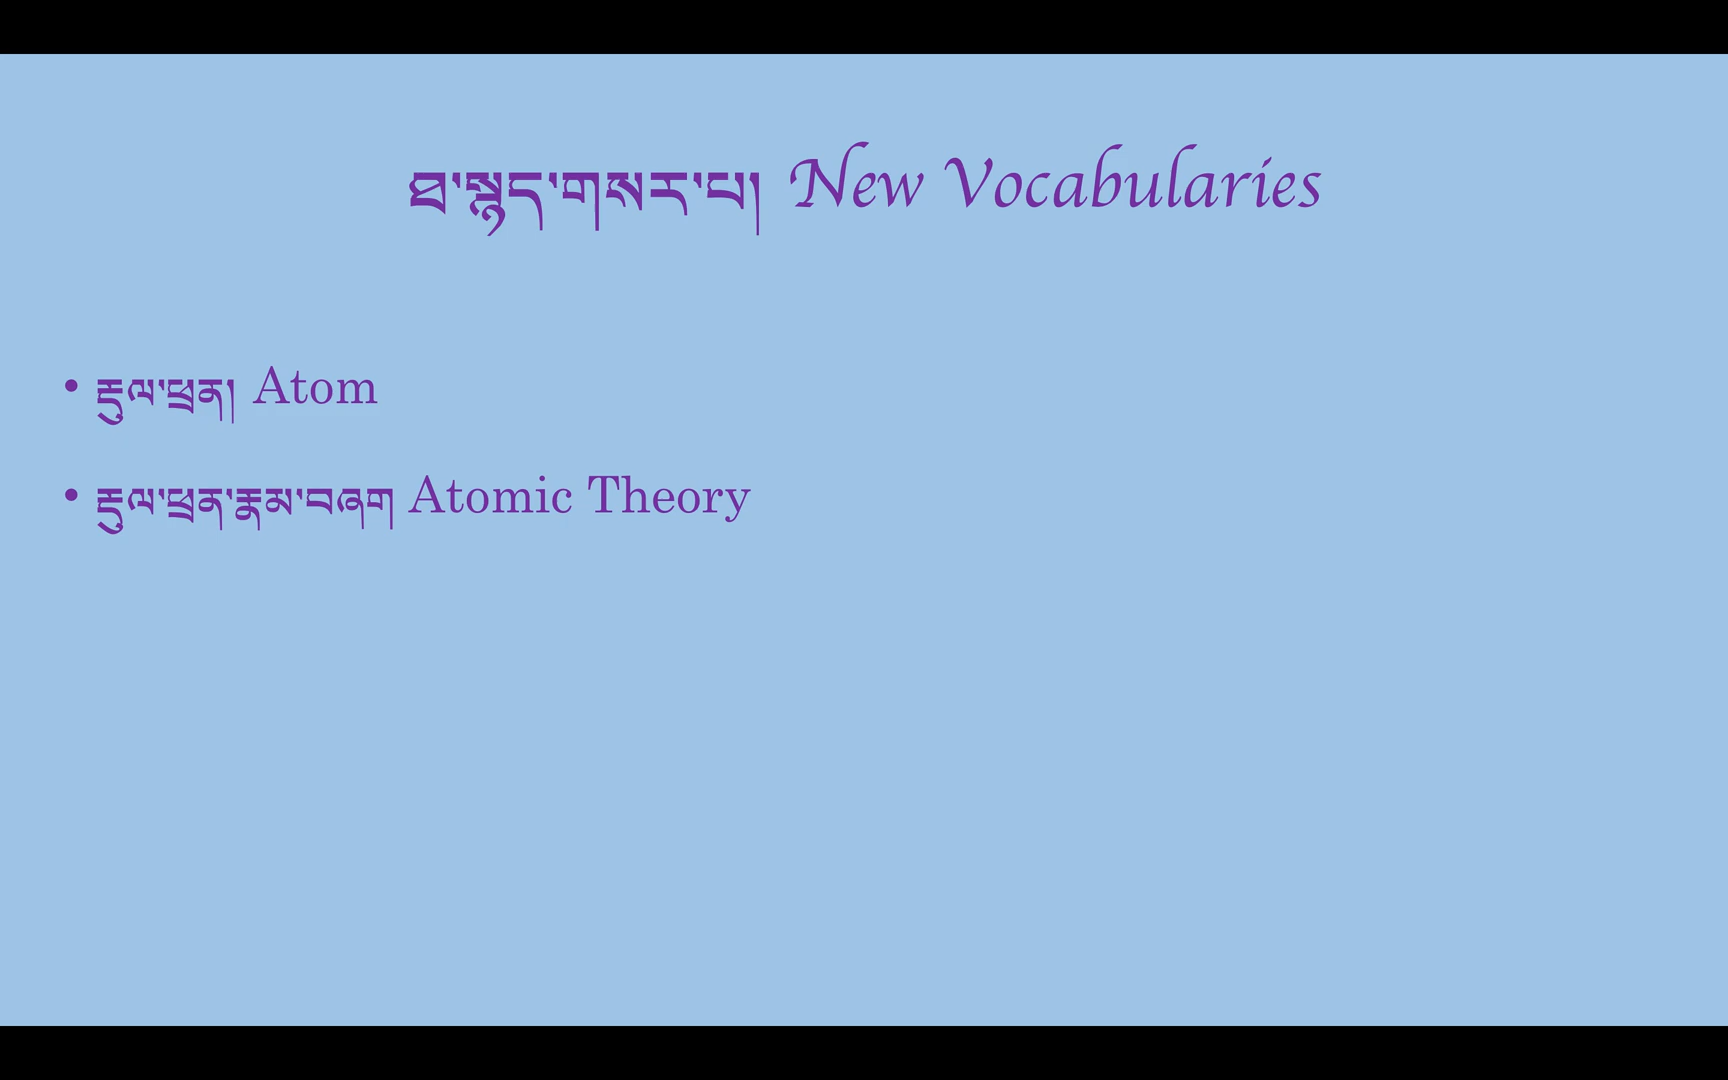 ཐ་སྙད་གསར་པ། New Vocabularies
• རྡུལ་ཕྲན། Atom
• རྡུལ་ཕྲན་རྣམ་བཞག Atomic Theory